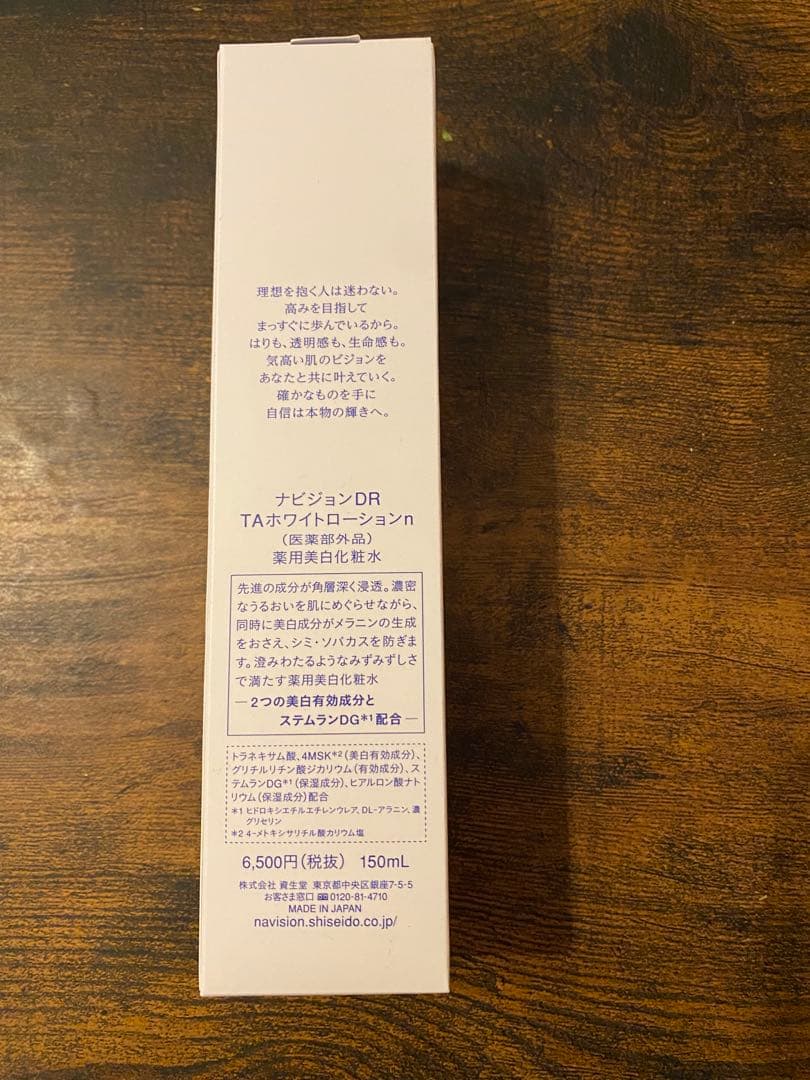 理想を抱く人は迷わない。
高みを目指して
まっすぐに歩んでいるから。
はりも、透明感も、生命感も。
気高い肌のビジョンを
あなたと共に叶えていく。
確かなものを手に
自信は本物の輝きへ。
ナビジョンDR
TAホワイトローションn
（医薬部外品）
薬用美白化粧水
先進の成分が角層深く浸透。濃密
なうるおいを肌にめぐらせながら、
同時に美白成分がメラニンの生成
をおさえ、シミ・ソバカスを防ぎま
す。澄みわたるようなみずみずしさ
で満たす薬用美白化粧水
― 2つの美白有効成分と
ステムランDG*1配合 ―
トラネキサム酸、4MSK*2（美白有効成分）、
グリチルリチン酸ジカリウム（有効成分）、ス
テムランDG*1（保湿成分）、ヒアルロン酸ナト
リウム（保湿成分）配合
*1 ヒドロキシエチルエチレンウレア、DL-アラニン、濃
グリセリン
*2 4-メトキシサリチル酸カリウム塩
6,500円（税抜） 150mL
株式会社 資生堂 東京都中央区銀座7-5-5
お客さま窓口 0120-81-4710
MADE IN JAPAN
navision.shiseido.co.jp/